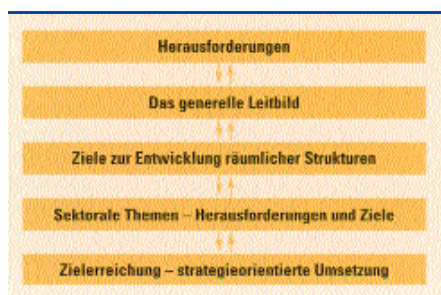 Herausforderungen
Das generelle Leitbild
Ziele zur Entwicklung räumlicher Strukturen
Sektorale Themen – Herausforderungen und Ziele
Zielerreichung – strategieorientierte Umsetzung